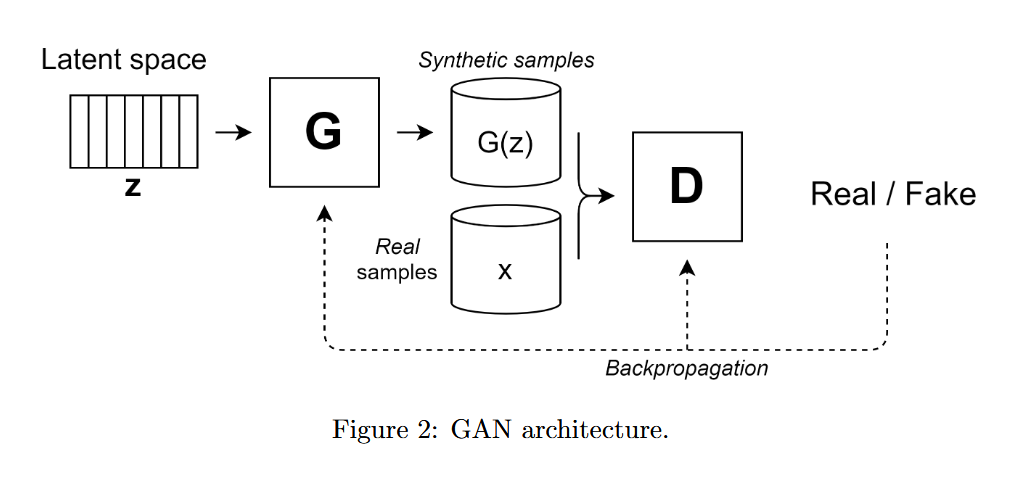 Latent space
z
G
Synthetic samples
G(z)
Real
samples
x
D
Real / Fake
Backpropagation
Figure 2: GAN architecture.